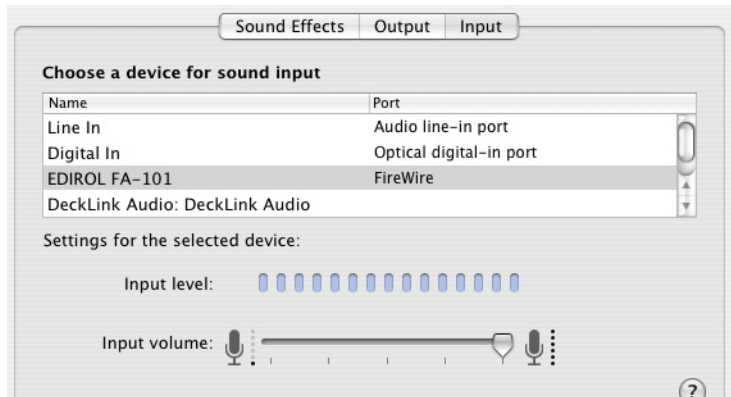 Sound Effects Output Input
Choose a device for sound input
Name Port
Line In Audio line-in port
Digital In Optical digital-in port
EDIROL FA-101 FireWire
DeckLink Audio: DeckLink Audio
Settings for the selected device:
Input level:
Input volume:
?